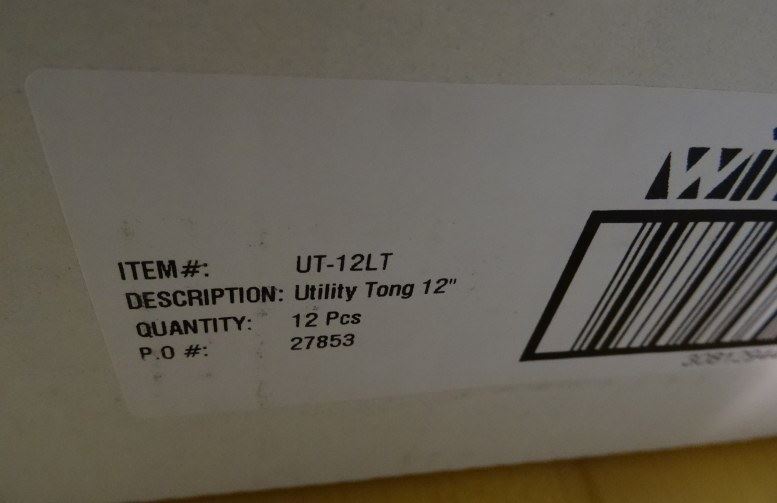 ITEM#: UT-12LT
DESCRIPTION: Utility Tong 12"
QUANTITY: 12 Pcs
P.O #: 27853